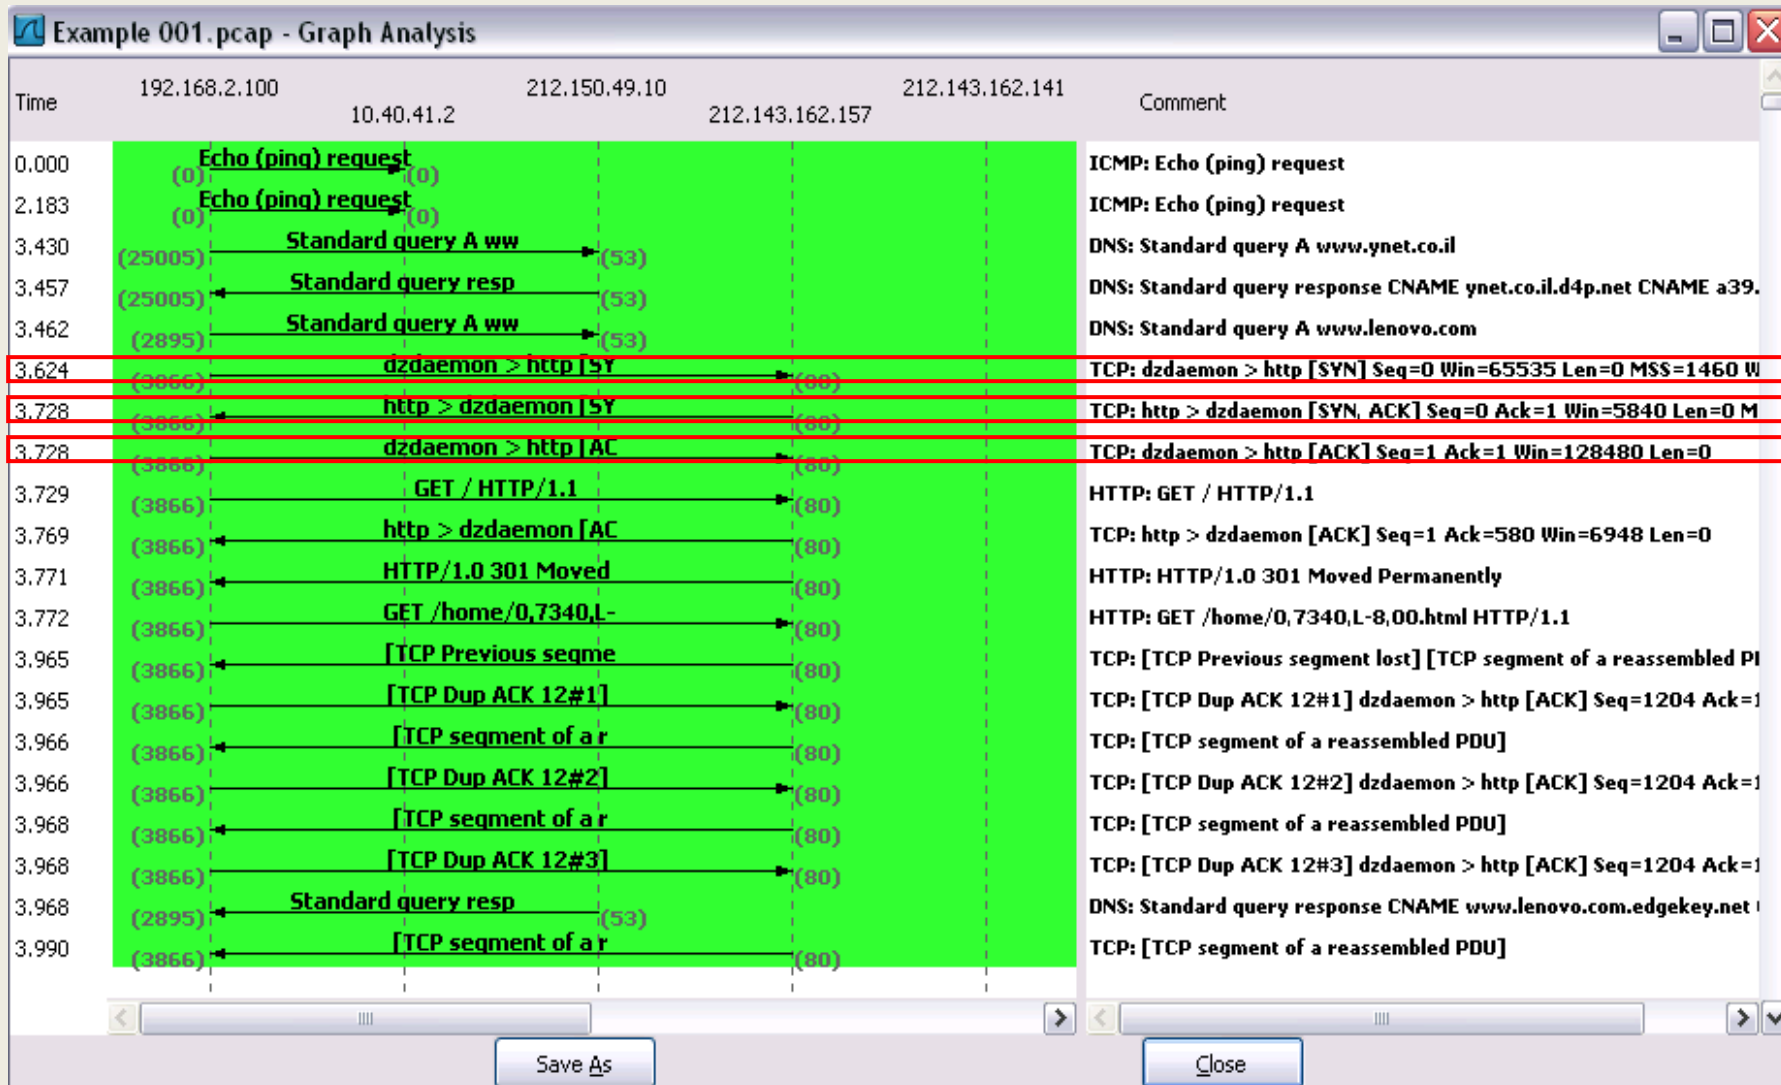 Example 001.pcap - Graph Analysis
Time 192.168.2.100 10.40.41.2 212.150.49.10 212.143.162.157 212.143.162.141 Comment
0.000 (0) Echo (ping) request (0) ICMP: Echo (ping) request
2.183 (0) Echo (ping) request (0) ICMP: Echo (ping) request
3.430 (25005) Standard query A ww (53) DNS: Standard query A www.ynet.co.il
3.457 (25005) Standard query resp (53) DNS: Standard query response CNAME ynet.co.il.d4p.net CNAME a39.
3.462 (2895) Standard query A ww (53) DNS: Standard query A www.lenovo.com
3.624 (3866) dzdaemon > http [SY (80) TCP: dzdaemon > http [SYN] Seq=0 Win=65535 Len=0 MSS=1460 W
3.728 (3866) http > dzdaemon [SY (80) TCP: http > dzdaemon [SYN, ACK] Seq=0 Ack=1 Win=5840 Len=0 M
3.728 (3866) dzdaemon > http [AC (80) TCP: dzdaemon > http [ACK] Seq=1 Ack=1 Win=128480 Len=0
3.729 (3866) GET / HTTP/1.1 (80) HTTP: GET / HTTP/1.1
3.769 (3866) http > dzdaemon [AC (80) TCP: http > dzdaemon [ACK] Seq=1 Ack=580 Win=6948 Len=0
3.771 (3866) HTTP/1.0 301 Moved (80) HTTP: HTTP/1.0 301 Moved Permanently
3.772 (3866) GET /home/0,7340,L- (80) HTTP: GET /home/0,7340,L-8,00.html HTTP/1.1
3.965 (3866) [TCP Previous segme (80) TCP: [TCP Previous segment lost] [TCP segment of a reassembled P
3.965 (3866) [TCP Dup ACK 12#1] (80) TCP: [TCP Dup ACK 12#1] dzdaemon > http [ACK] Seq=1204 Ack=1
3.966 (3866) [TCP segment of a r (80) TCP: [TCP segment of a reassembled PDU]
3.966 (3866) [TCP Dup ACK 12#2] (80) TCP: [TCP Dup ACK 12#2] dzdaemon > http [ACK] Seq=1204 Ack=1
3.968 (3866) [TCP segment of a r (80) TCP: [TCP segment of a reassembled PDU]
3.968 (3866) [TCP Dup ACK 12#3] (80) TCP: [TCP Dup ACK 12#3] dzdaemon > http [ACK] Seq=1204 Ack=1
3.968 (2895) Standard query resp (53) DNS: Standard query response CNAME www.lenovo.com.edgekey.net
3.990 (3866) [TCP segment of a r (80) TCP: [TCP segment of a reassembled PDU]
Save As Close